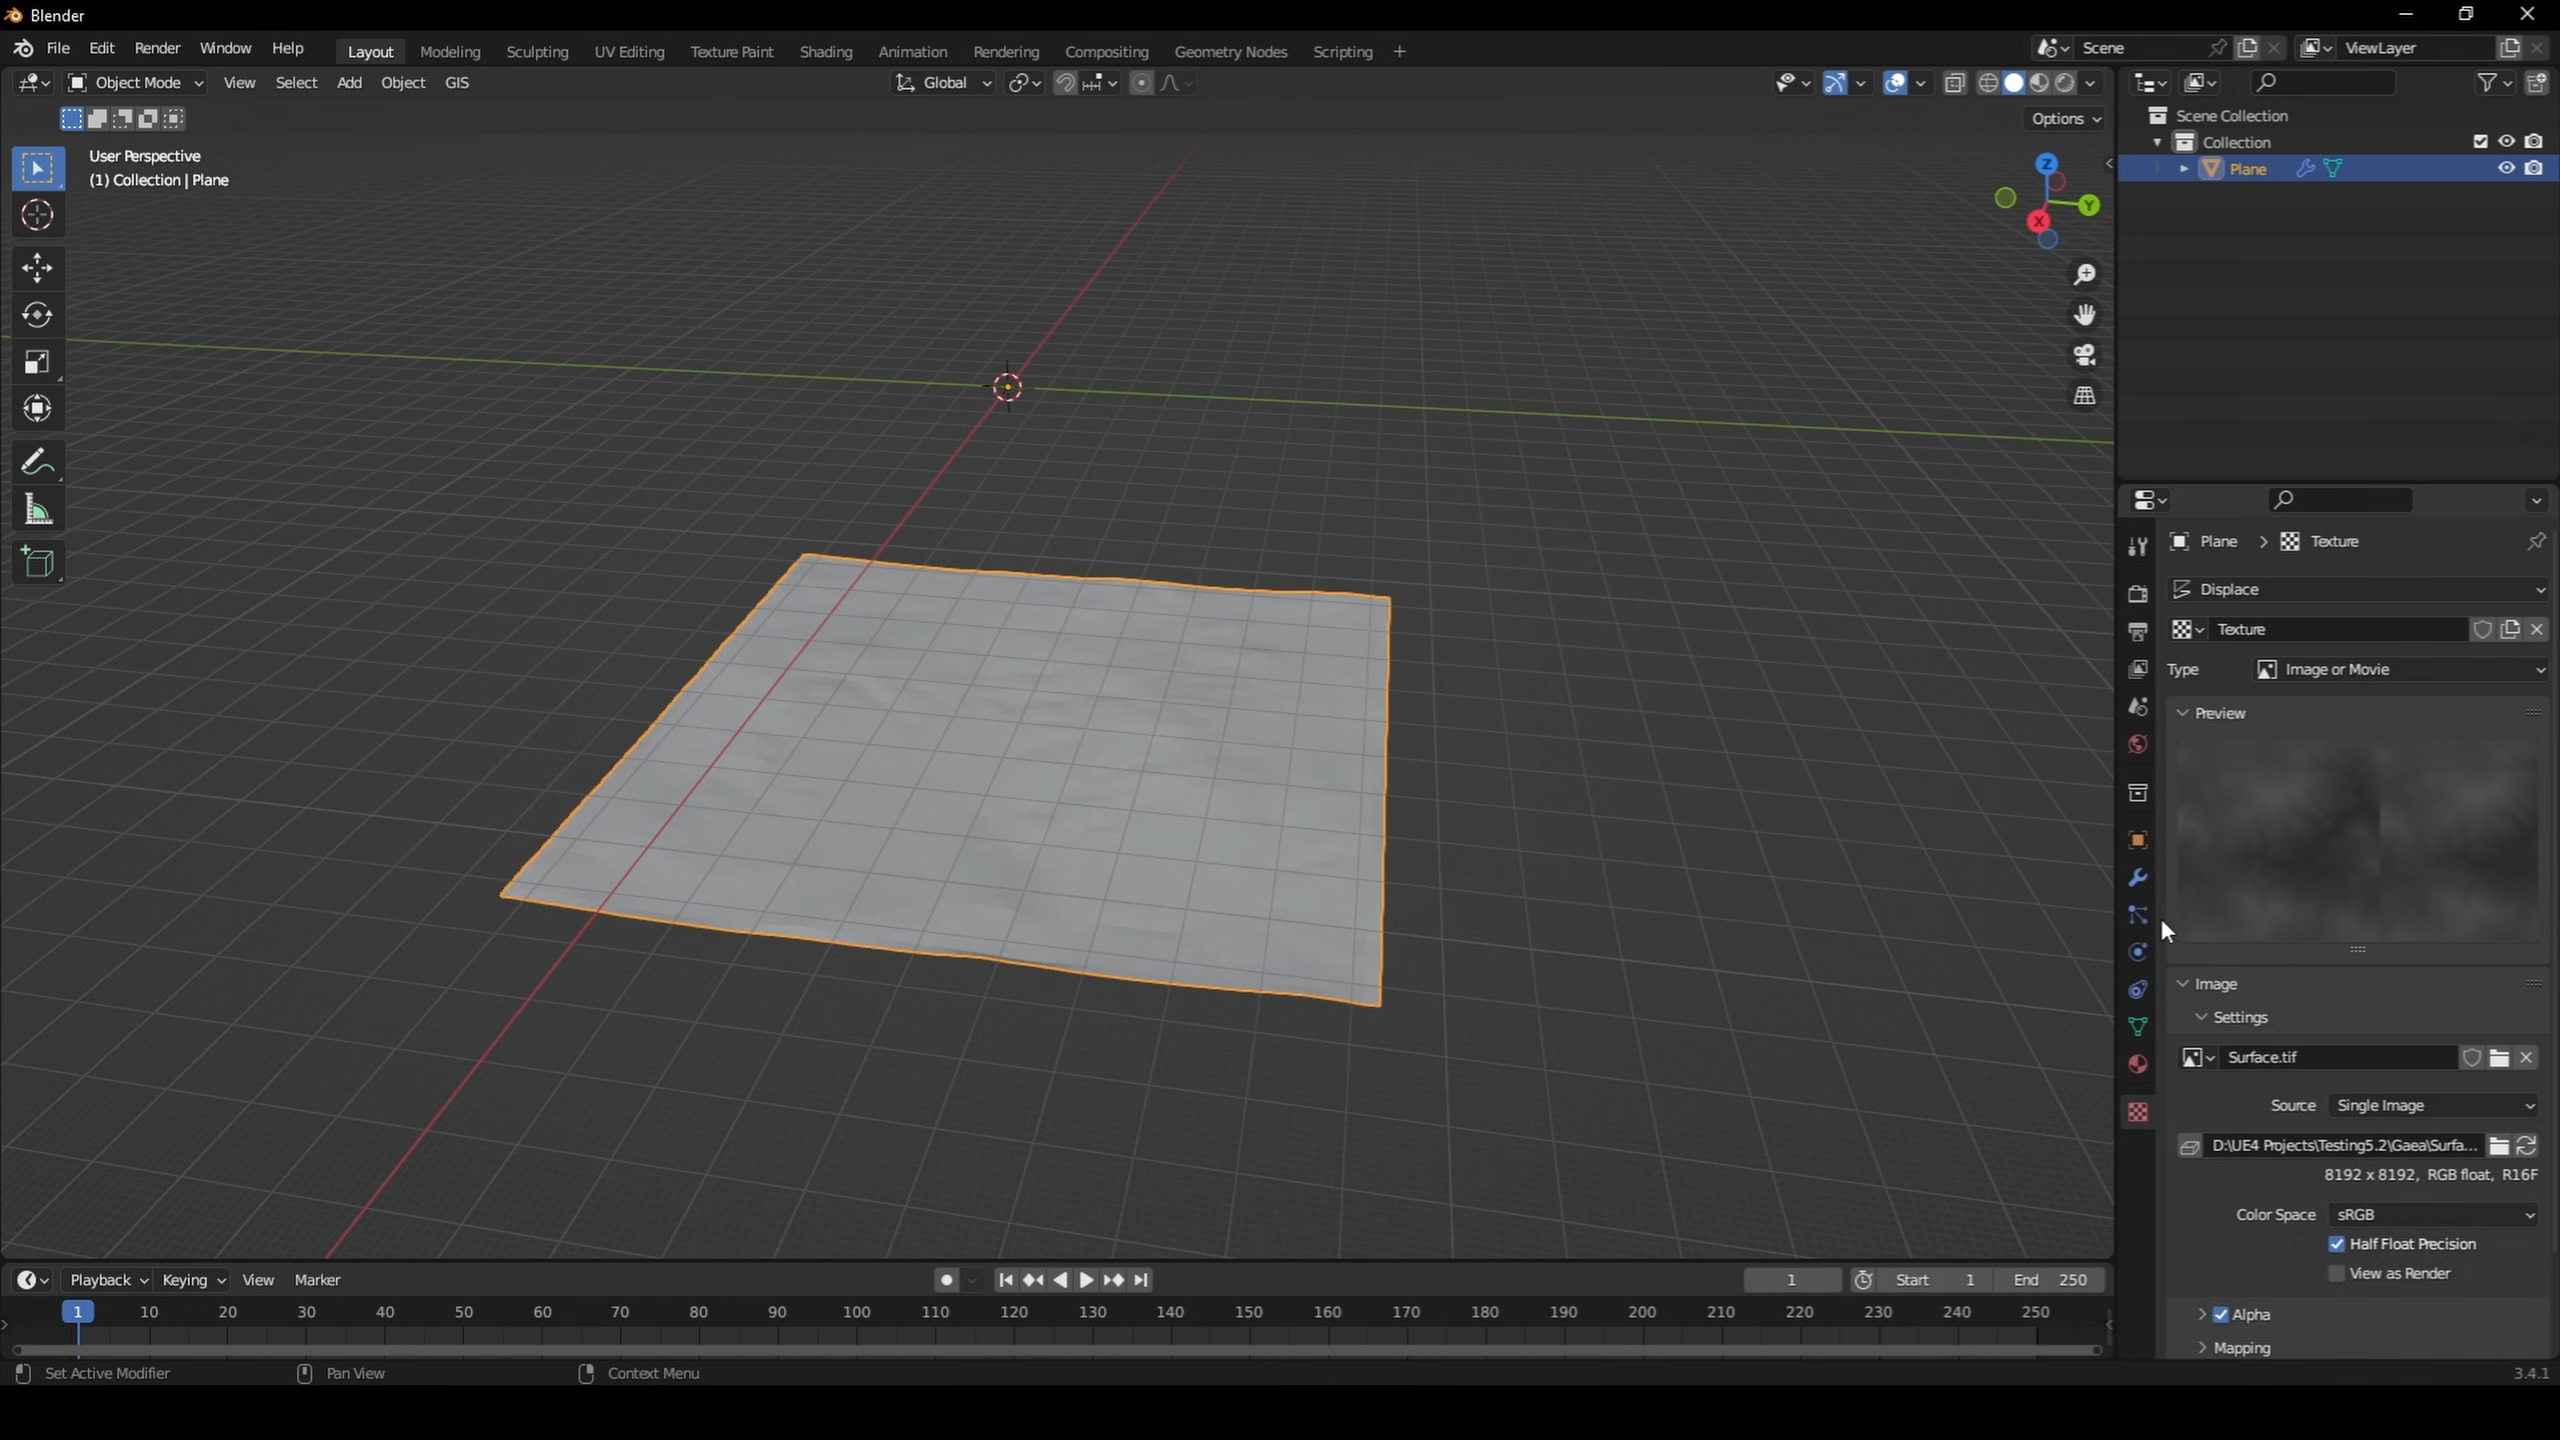 Blender
File Edit Render Window Help Layout Modeling Sculpting UV Editing Texture Paint Shading Animation Rendering Compositing Geometry Nodes Scripting + Scene ViewLayer
Object Mode View Select Add Object GIS Global
Options
User Perspective
(1) Collection | Plane
Z
Y
X
Scene Collection
Collection
Plane
Plane > Texture
Displace
Texture
Type Image or Movie
Preview
Image
Settings
Surface.tif
Source Single Image
D:\UE4 Projects\Testing5.2\Gaea\Surfa...
8192 x 8192, RGB float, R16F
Color Space sRGB
Half Float Precision
View as Render
Alpha
Mapping
Playback Keying View Marker 1 Start 1 End 250
1 10 20 30 40 50 60 70 80 90 100 110 120 130 140 150 160 170 180 190 200 210 220 230 240 250
Set Active Modifier Pan View Context Menu 3.4.1